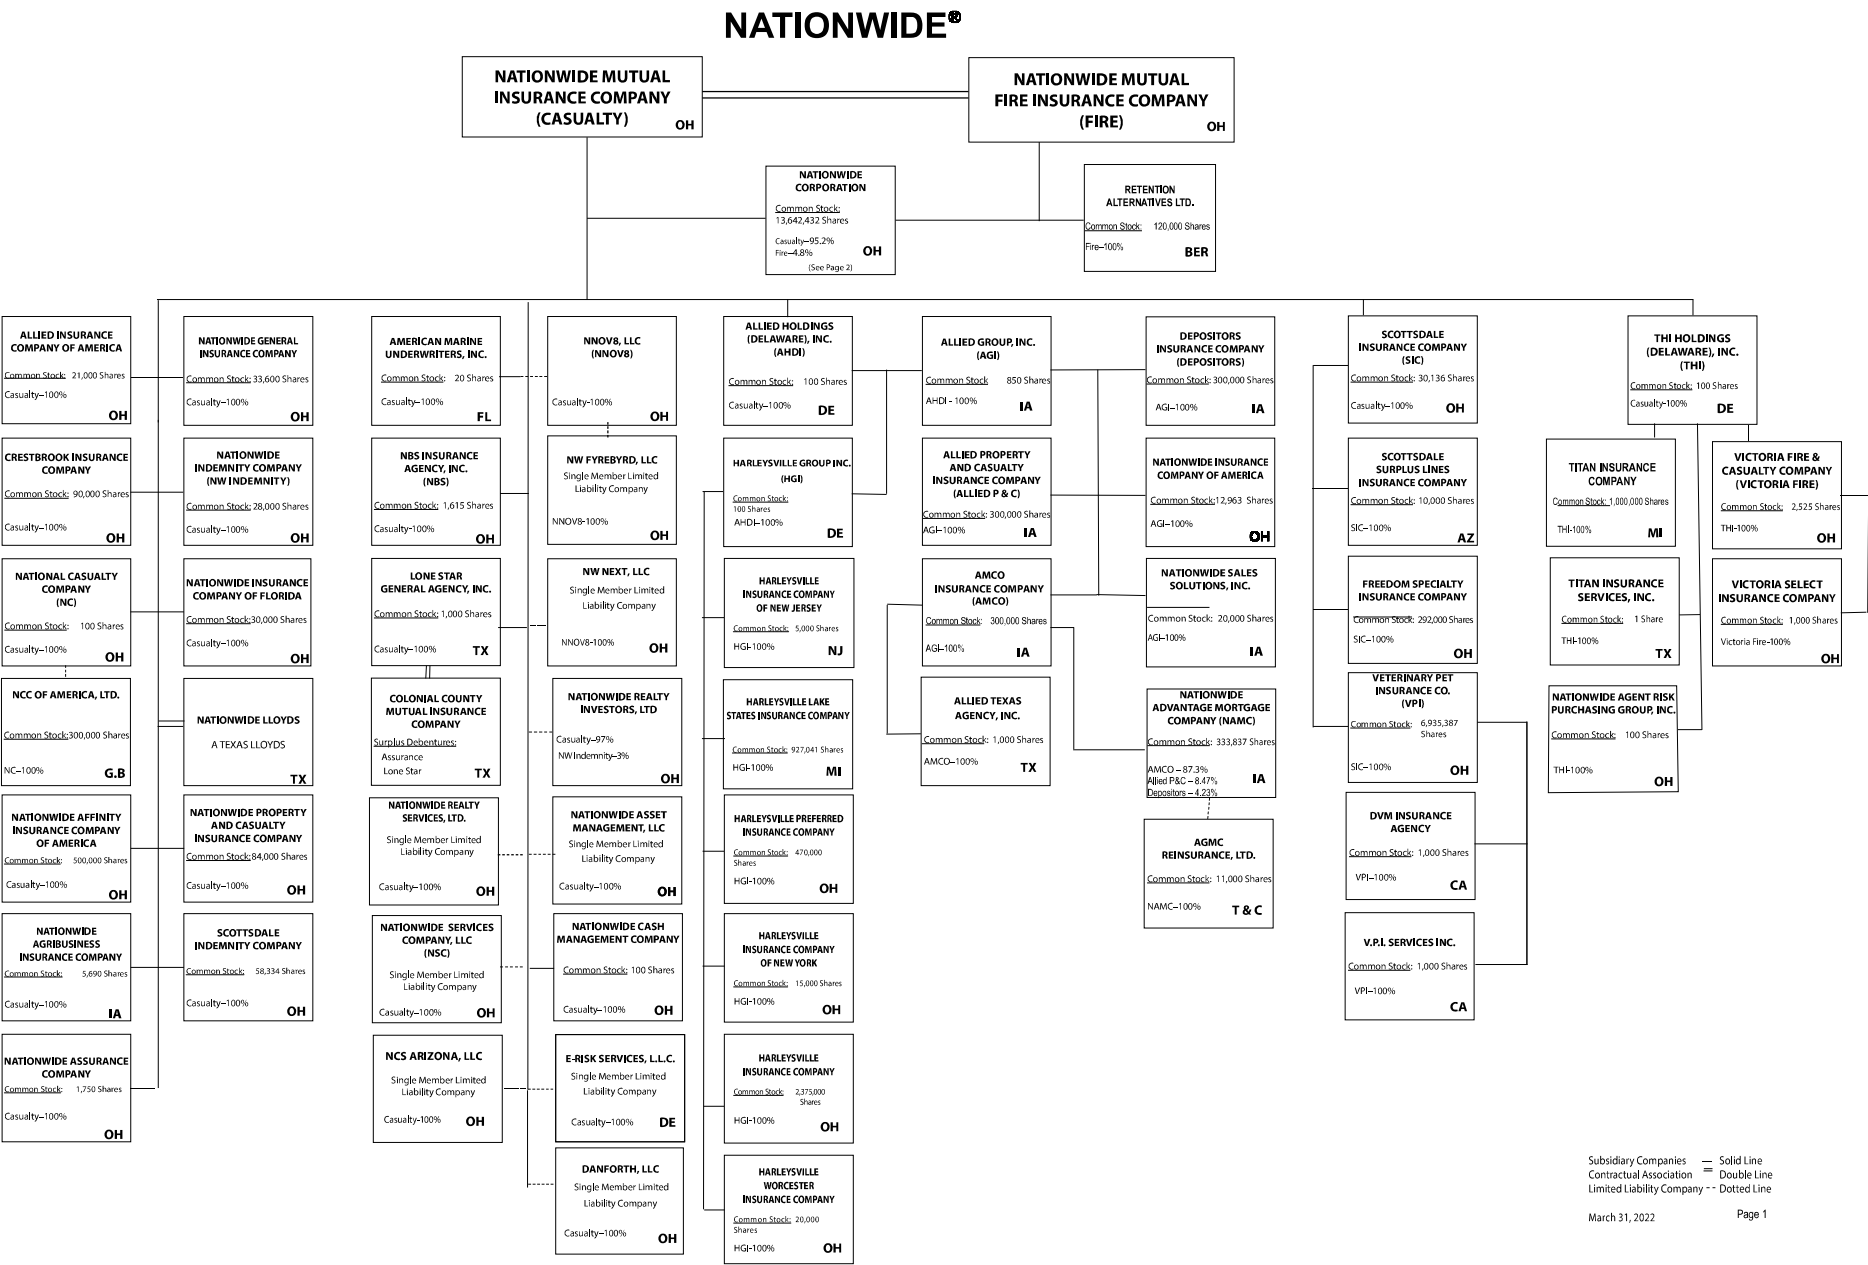 NATIONWIDE®
NATIONWIDE MUTUAL
INSURANCE COMPANY
(CASUALTY)
OH
NATIONWIDE MUTUAL
FIRE INSURANCE COMPANY
(FIRE)
OH
NATIONWIDE
CORPORATION
Common Stock:
13,642,432 Shares
Casualty–95.2%
Fire–4.8%
OH
(See Page 2)
RETENTION
ALTERNATIVES LTD.
Common Stock: 120,000 Shares
Fire–100%
BER
ALLIED INSURANCE
COMPANY OF AMERICA
Common Stock: 21,000 Shares
Casualty–100%
OH
CRESTBROOK INSURANCE
COMPANY
Common Stock: 90,000 Shares
Casualty–100%
OH
NATIONAL CASUALTY
COMPANY
(NC)
Common Stock: 100 Shares
Casualty–100%
OH
NCC OF AMERICA, LTD.
Common Stock:300,000 Shares
NC–100%
G.B
NATIONWIDE AFFINITY
INSURANCE COMPANY
OF AMERICA
Common Stock: 500,000 Shares
Casualty–100%
OH
NATIONWIDE
AGRIBUSINESS
INSURANCE COMPANY
Common Stock: 5,690 Shares
Casualty–100%
IA
NATIONWIDE ASSURANCE
COMPANY
Common Stock: 1,750 Shares
Casualty–100%
OH
NATIONWIDE GENERAL
INSURANCE COMPANY
Common Stock: 33,600 Shares
Casualty–100%
OH
NATIONWIDE
INDEMNITY COMPANY
(NW INDEMNITY)
Common Stock: 28,000 Shares
Casualty–100%
OH
NATIONWIDE INSURANCE
COMPANY OF FLORIDA
Common Stock:30,000 Shares
Casualty–100%
OH
NATIONWIDE LLOYDS
A TEXAS LLOYDS
TX
NATIONWIDE PROPERTY
AND CASUALTY
INSURANCE COMPANY
Common Stock:84,000 Shares
Casualty–100%
OH
SCOTTSDALE
INDEMNITY COMPANY
Common Stock: 58,334 Shares
Casualty–100%
OH
AMERICAN MARINE
UNDERWRITERS, INC.
Common Stock: 20 Shares
Casualty–100%
FL
NBS INSURANCE
AGENCY, INC.
(NBS)
Common Stock: 1,615 Shares
Casualty–100%
OH
LONE STAR
GENERAL AGENCY, INC.
Common Stock: 1,000 Shares
Casualty–100%
TX
COLONIAL COUNTY
MUTUAL INSURANCE
COMPANY
Surplus Debentures:
Assurance
Lone Star
TX
NATIONWIDE REALTY
SERVICES, LTD.
Single Member Limited
Liability Company
Casualty–100%
OH
NATIONWIDE SERVICES
COMPANY, LLC
(NSC)
Single Member Limited
Liability Company
Casualty–100%
OH
NCS ARIZONA, LLC
Single Member Limited
Liability Company
Casualty–100%
OH
NNOV8, LLC
(NNOV8)
Casualty–100%
OH
NW FYREBYRD, LLC
Single Member Limited
Liability Company
NNOV8-100%
OH
NW NEXT, LLC
Single Member Limited
Liability Company
NNOV8-100%
OH
NATIONWIDE REALTY
INVESTORS, LTD
Casualty–97%
NW Indemnity–3%
OH
NATIONWIDE ASSET
MANAGEMENT, LLC
Single Member Limited
Liability Company
Casualty–100%
OH
NATIONWIDE CASH
MANAGEMENT COMPANY
Common Stock: 100 Shares
Casualty–100%
OH
E-RISK SERVICES, L.L.C.
Single Member Limited
Liability Company
Casualty–100%
DE
DANFORTH, LLC
Single Member Limited
Liability Company
Casualty–100%
OH
ALLIED HOLDINGS
(DELAWARE), INC.
(AHDI)
Common Stock: 100 Shares
Casualty–100%
DE
HARLEYSVILLE GROUP INC.
(HGI)
Common Stock:
100 Shares
AHDI–100%
DE
HARLEYSVILLE
INSURANCE COMPANY
OF NEW JERSEY
Common Stock: 5,000 Shares
HGI-100%
NJ
HARLEYSVILLE LAKE
STATES INSURANCE COMPANY
Common Stock: 927,041 Shares
HGI-100%
MI
HARLEYSVILLE PREFERRED
INSURANCE COMPANY
Common Stock: 470,000
Shares
HGI-100%
OH
HARLEYSVILLE
INSURANCE COMPANY
OF NEW YORK
Common Stock: 15,000 Shares
HGI-100%
OH
HARLEYSVILLE
INSURANCE COMPANY
Common Stock: 2,375,000
Shares
HGI-100%
OH
HARLEYSVILLE
WORCESTER
INSURANCE COMPANY
Common Stock: 20,000
Shares
HGI-100%
OH
ALLIED GROUP, INC.
(AGI)
Common Stock 850 Shares
AHDI - 100%
IA
ALLIED PROPERTY
AND CASUALTY
INSURANCE COMPANY
(ALLIED P & C)
Common Stock: 300,000 Shares
AGI–100%
IA
AMCO
INSURANCE COMPANY
(AMCO)
Common Stock: 300,000 Shares
AGI–100%
IA
ALLIED TEXAS
AGENCY, INC.
Common Stock: 1,000 Shares
AMCO–100%
TX
DEPOSITORS
INSURANCE COMPANY
(DEPOSITORS)
Common Stock: 300,000 Shares
AGI–100%
IA
NATIONWIDE INSURANCE
COMPANY OF AMERICA
Common Stock:12,963 Shares
AGI–100%
OH
NATIONWIDE SALES
SOLUTIONS, INC.
Common Stock: 20,000 Shares
AGI–100%
IA
NATIONWIDE
ADVANTAGE MORTGAGE
COMPANY (NAMC)
Common Stock: 333,837 Shares
AMCO – 87.3%
Allied P&C – 8.47%
Depositors – 4.23%
IA
AGMC
REINSURANCE, LTD.
Common Stock: 11,000 Shares
NAMC–100%
T & C
SCOTTSDALE
INSURANCE COMPANY
(SIC)
Common Stock: 30,136 Shares
Casualty–100%
OH
SCOTTSDALE
SURPLUS LINES
INSURANCE COMPANY
Common Stock: 10,000 Shares
SIC–100%
AZ
FREEDOM SPECIALTY
INSURANCE COMPANY
Common Stock: 292,000 Shares
SIC–100%
OH
VETERINARY PET
INSURANCE CO.
(VPI)
Common Stock: 6,935,387
Shares
SIC–100%
OH
DVM INSURANCE
AGENCY
Common Stock: 1,000 Shares
VPI–100%
CA
V.P.I. SERVICES INC.
Common Stock: 1,000 Shares
VPI–100%
CA
THI HOLDINGS
(DELAWARE), INC.
(THI)
Common Stock: 100 Shares
Casualty-100%
DE
TITAN INSURANCE
COMPANY
Common Stock: 1,000,000 Shares
THI-100%
MI
TITAN INSURANCE
SERVICES, INC.
Common Stock: 1 Share
THI-100%
TX
NATIONWIDE AGENT RISK
PURCHASING GROUP, INC.
Common Stock: 100 Shares
THI-100%
OH
VICTORIA FIRE &
CASUALTY COMPANY
(VICTORIA FIRE)
Common Stock: 2,525 Shares
THI-100%
OH
VICTORIA SELECT
INSURANCE COMPANY
Common Stock: 1,000 Shares
Victoria Fire-100%
OH
Subsidiary Companies — Solid Line
Contractual Association = Double Line
Limited Liability Company -- Dotted Line
March 31, 2022
Page 1